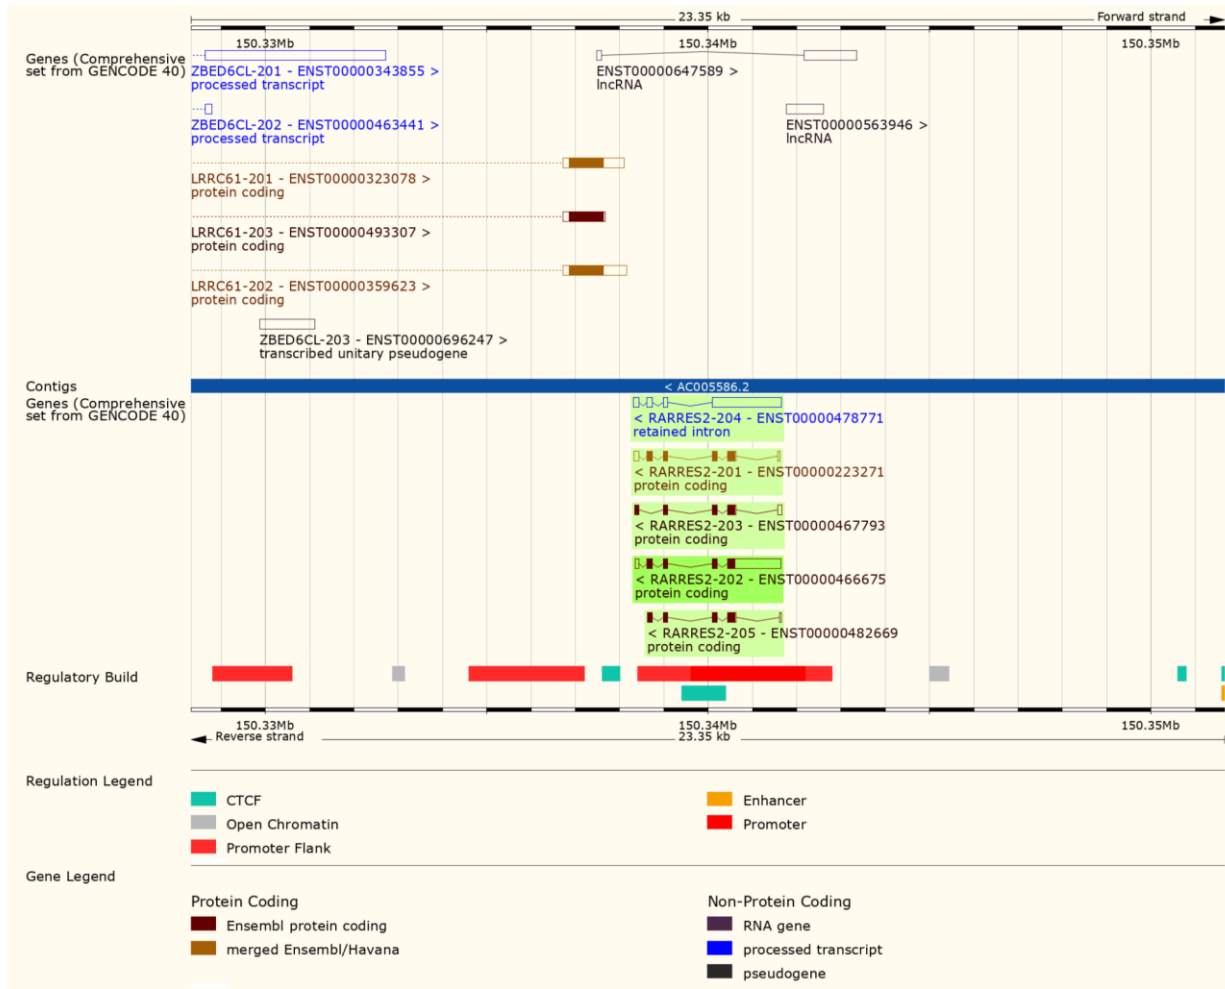 23.35 kb
Forward strand
150.33Mb
150.34Mb
150.35Mb
Genes (Comprehensive
set from GENCODE 40)
ZBED6CL-201 - ENST00000343855 >
processed transcript
ENST00000647589 >
lncRNA
ZBED6CL-202 - ENST00000463441 >
processed transcript
ENST00000563946 >
lncRNA
LRRC61-201 - ENST00000323078 >
protein coding
LRRC61-203 - ENST00000493307 >
protein coding
LRRC61-202 - ENST00000359623 >
protein coding
ZBED6CL-203 - ENST00000696247 >
transcribed unitary pseudogene
Contigs
< AC005586.2
Genes (Comprehensive
set from GENCODE 40)
< RARRES2-204 - ENST00000478771
retained intron
< RARRES2-201 - ENST00000223271
protein coding
< RARRES2-203 - ENST00000467793
protein coding
< RARRES2-202 - ENST00000466675
protein coding
< RARRES2-205 - ENST00000482669
protein coding
Regulatory Build
150.33Mb
150.34Mb
150.35Mb
Reverse strand
23.35 kb
Regulation Legend
CTCF
Enhancer
Open Chromatin
Promoter
Promoter Flank
Gene Legend
Protein Coding
Non-Protein Coding
Ensembl protein coding
RNA gene
merged Ensembl/Havana
processed transcript
pseudogene